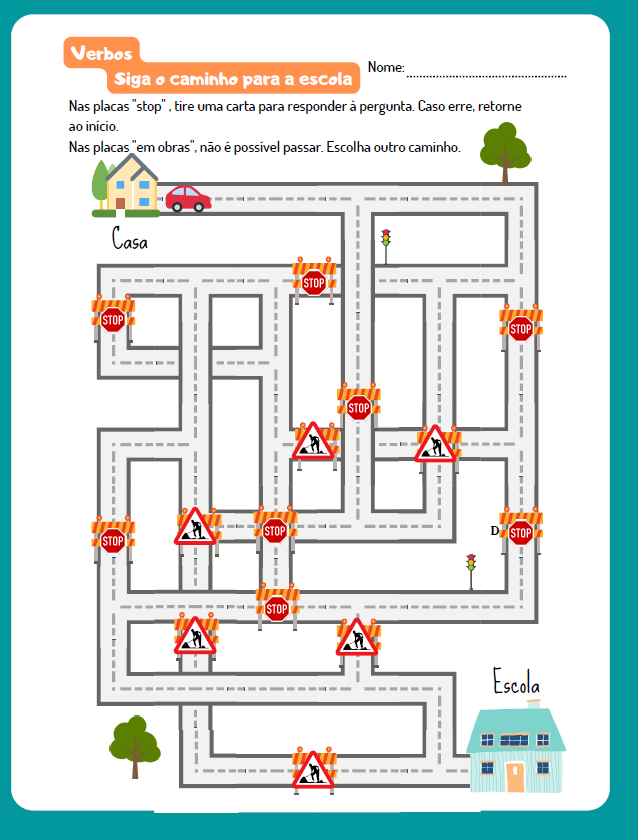 Verbos
Siga o caminho para a escola
Nome:
Nas placas "stop" , tire uma carta para responder à pergunta. Caso erre, retorne
ao início.
Nas placas "em obras", não é possível passar. Escolha outro caminho.
Casa
STOP
STOP
STOP
STOP
STOP
STOP
D STOP
STOP
Escola